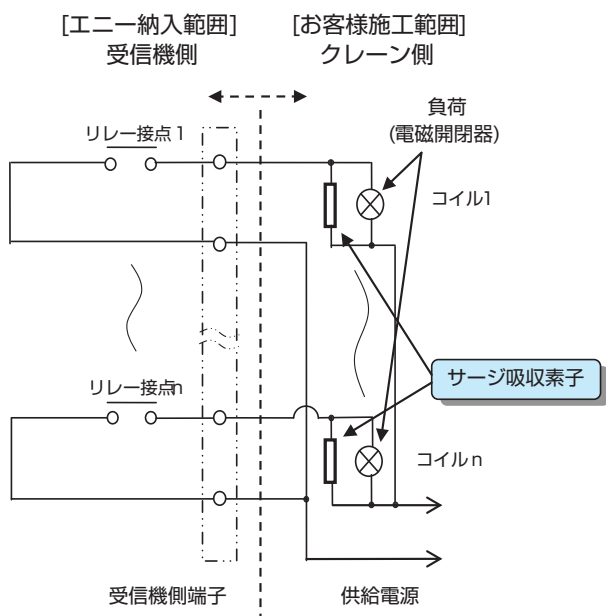 [エニー納入範囲]
受信機側
[お客様施工範囲]
クレーン側
リレー接点1
負荷
(電磁開閉器)
コイル1
サージ吸収素子
リレー接点n
コイルn
受信機側端子
供給電源